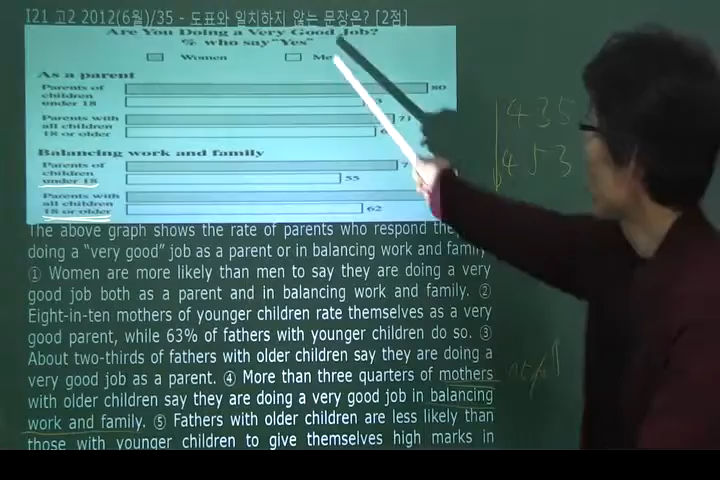 I21 고2 2012(6월)/35 - 도표와 일치하지 않는 문장은? [2점]
Are You Doing a Very Good Job?
% who say "Yes"
Women
As a parent
Parents of
children
under 18
80
Parents with
all children
18 or older
Balancing work and family
Parents of
children
under 18
55
Parents with
all children
18 or older
62
The above graph shows the rate of parents who respond
doing a “very good” job as a parent or in balancing work and family.
① Women are more likely than men to say they are doing a very
good job both as a parent and in balancing work and family. ②
Eight-in-ten mothers of younger children rate themselves as a very
good parent, while 63% of fathers with younger children do so. ③
About two-thirds of fathers with older children say they are doing a
very good job as a parent. ④ More than three quarters of mothers
with older children say they are doing a very good job in balancing
work and family. ⑤ Fathers with older children are less likely than
those with younger children to give themselves high marks in
4 3 5
4 5 3